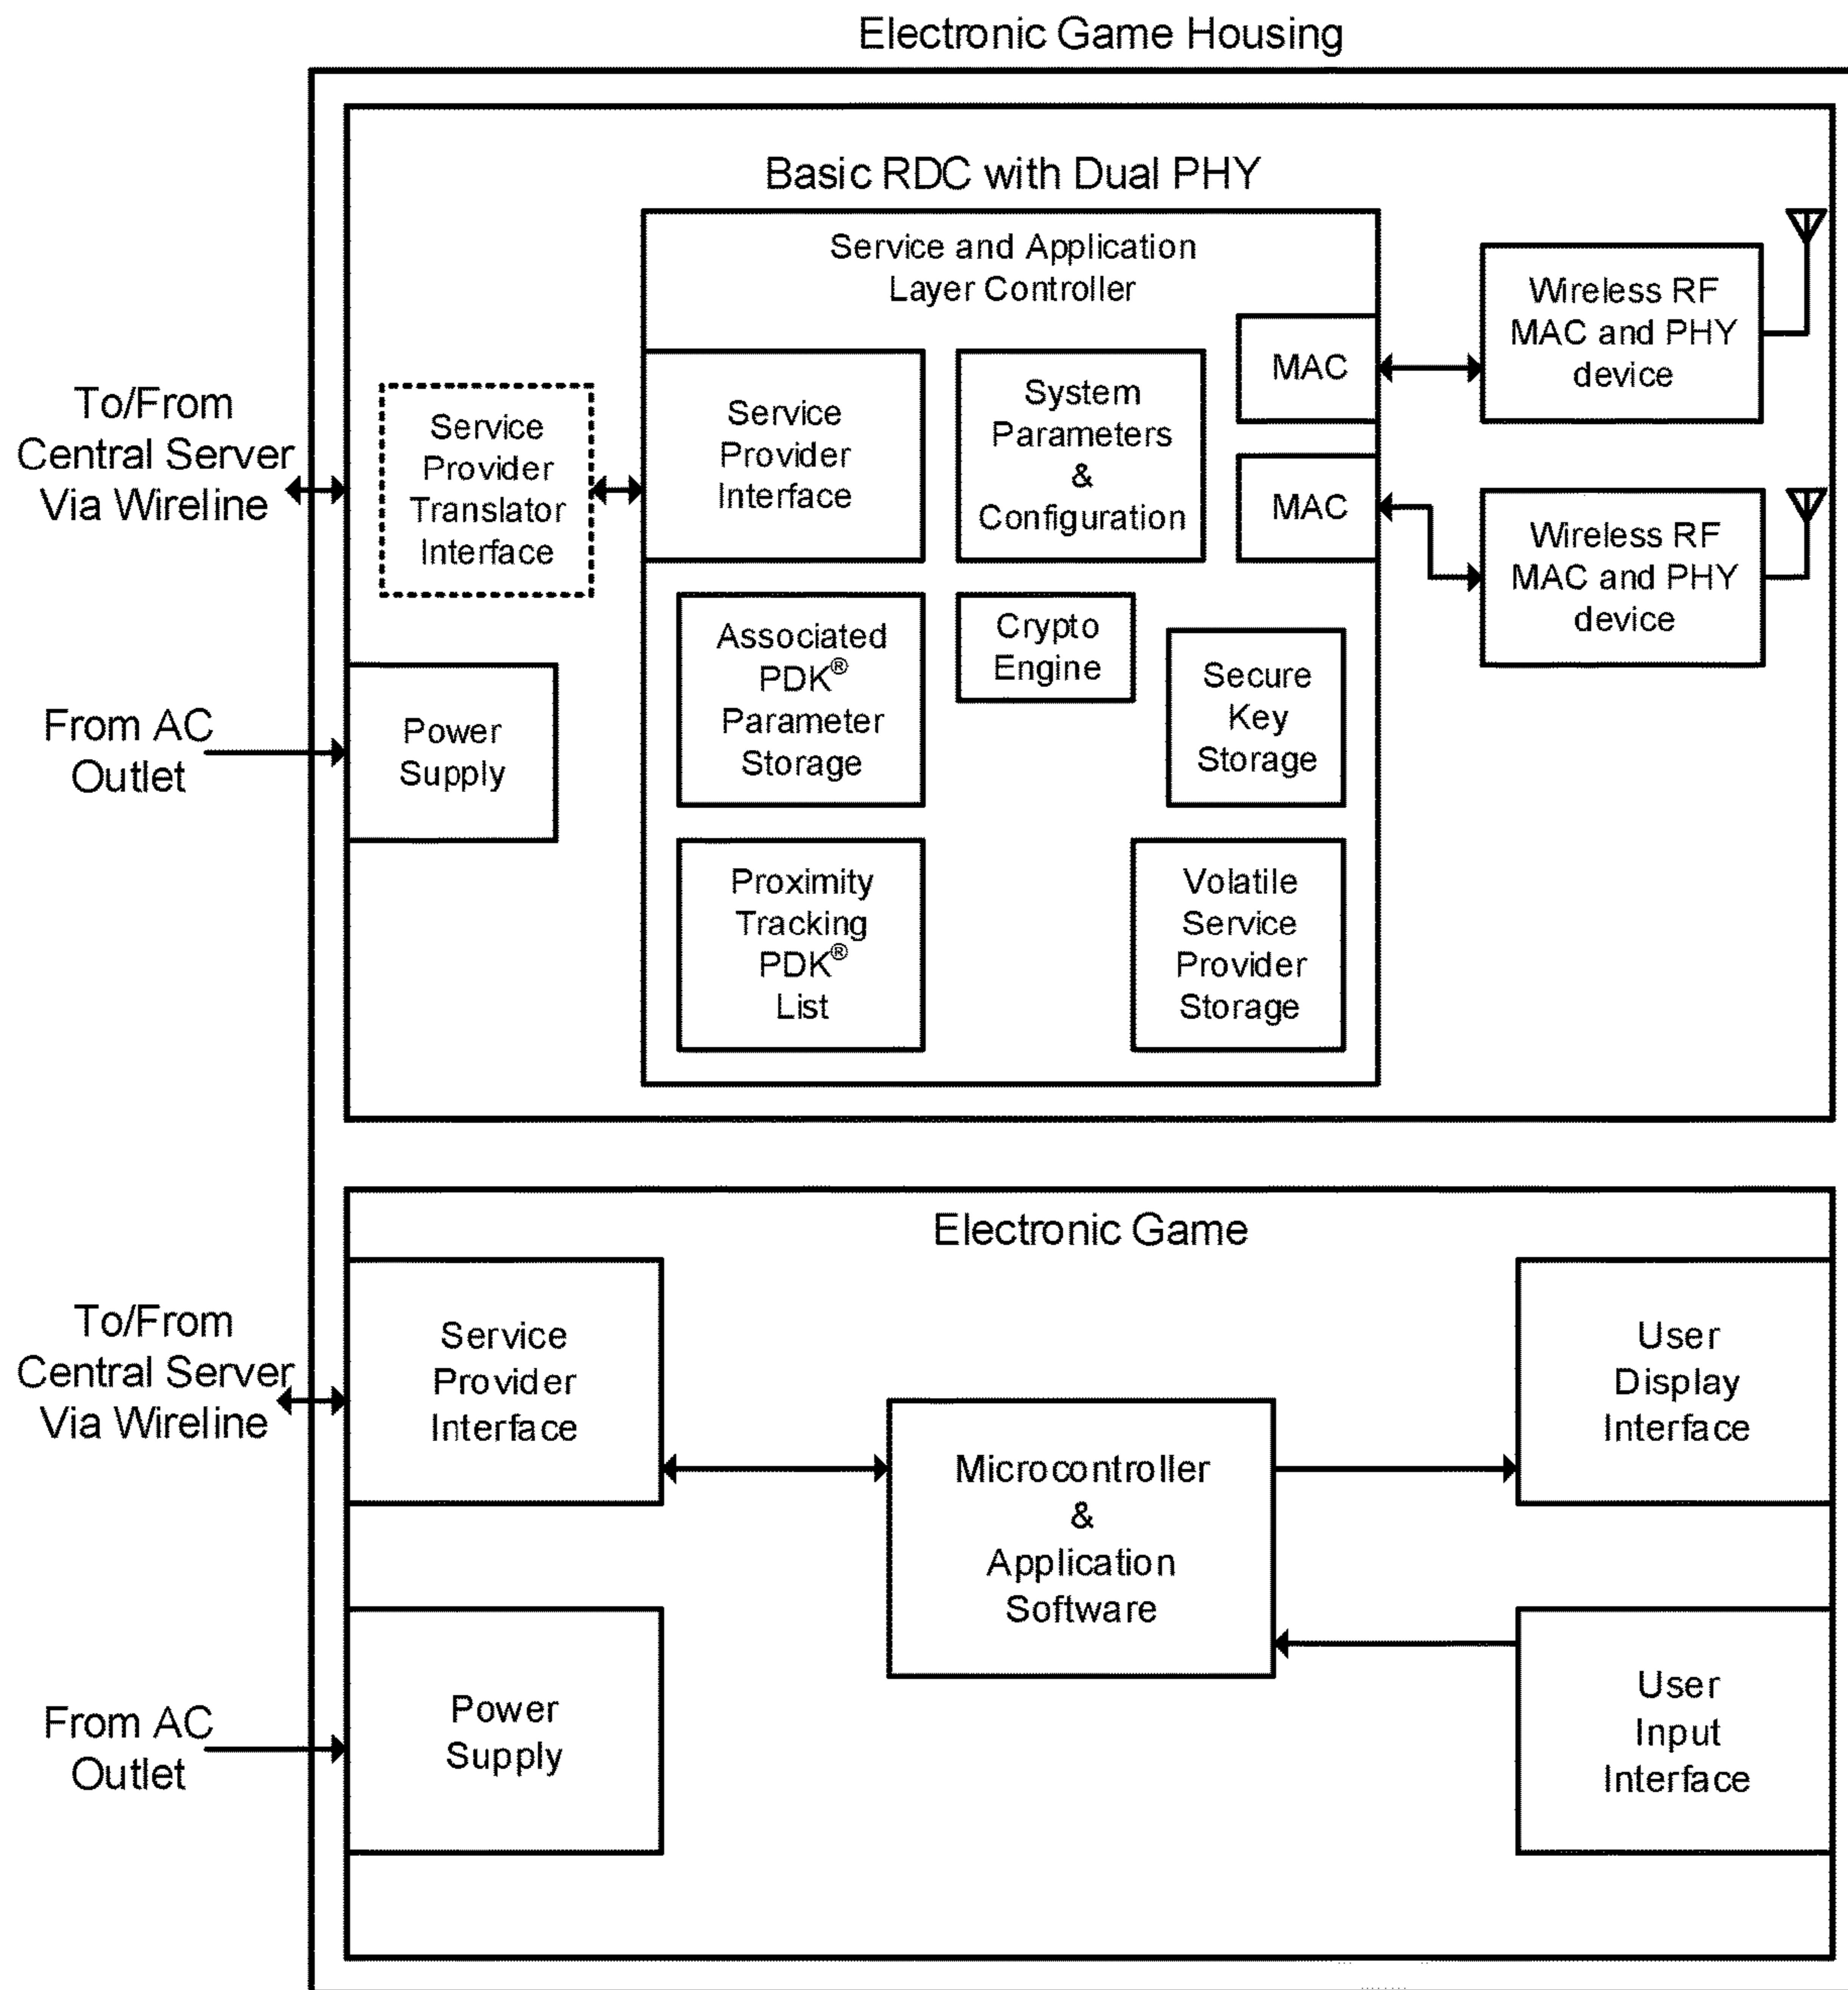 Electronic Game Housing
Basic RDC with Dual PHY
Service and Application
Layer Controller
Wireless RF
MAC and PHY
device
MAC
System
Parameters
&
Configuration
Service
Provider
Interface
To/From
Central Server
Via Wireline
Service
Provider
Translator
Interface
MAC
Wireless RF
MAC and PHY
device
Associated
PDK®
Parameter
Storage
Crypto
Engine
Secure
Key
Storage
From AC
Outlet
Power
Supply
Proximity
Tracking
PDK®
List
Volatile
Service
Provider
Storage
Electronic Game
To/From
Central Server
Via Wireline
Service
Provider
Interface
User
Display
Interface
Microcontroller
&
Application
Software
From AC
Outlet
Power
Supply
User
Input
Interface